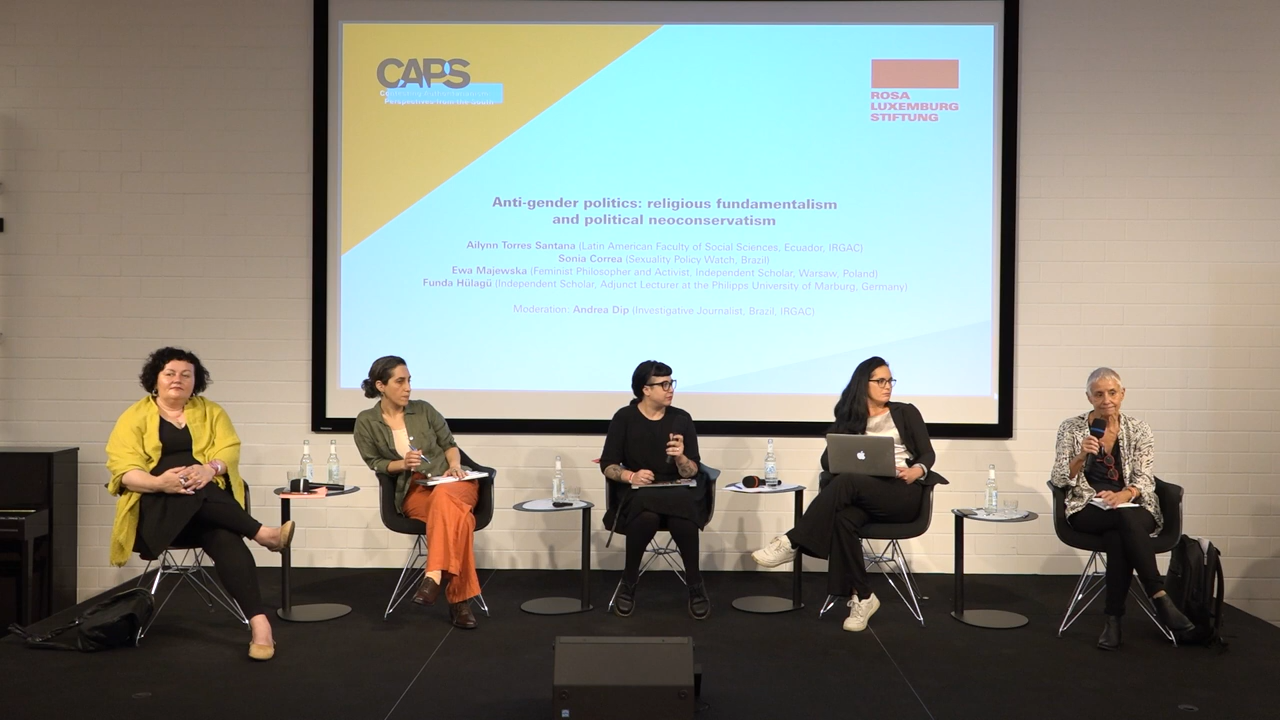 CAPS
Perspectives from the South
ROSA
LUXEMBURG
STIFTUNG
Anti-gender politics: religious fundamentalism
and political neoconservatism
Ailynn Torres Santana (Latin American Faculty of Social Sciences, Ecuador, IRGAC)
Sonia Correa (Sexuality Policy Watch, Brazil)
Ewa Majewska (Feminist Philosopher and Activist, Independent Scholar, Warsaw, Poland)
Funda Hülagü (Independent Scholar, Adjunct Lecturer at the Philipps University of Marburg, Germany)
Moderation: Andrea Dip (Investigative Journalist, Brazil, IRGAC)